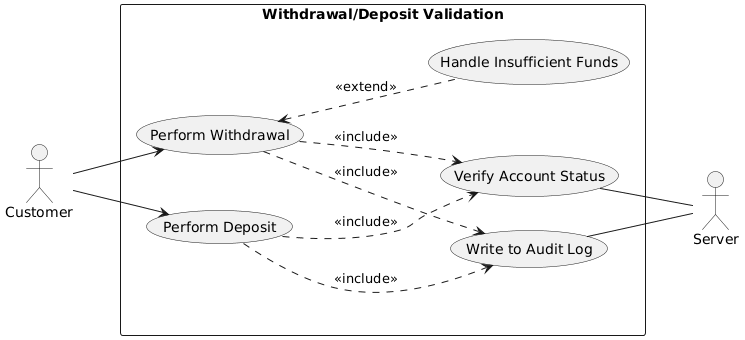 Withdrawal/Deposit Validation
Handle Insufficient Funds
«extend»
Perform Withdrawal
«include»
«include»
Verify Account Status
Customer
Perform Deposit
«include»
Write to Audit Log
Server
«include»